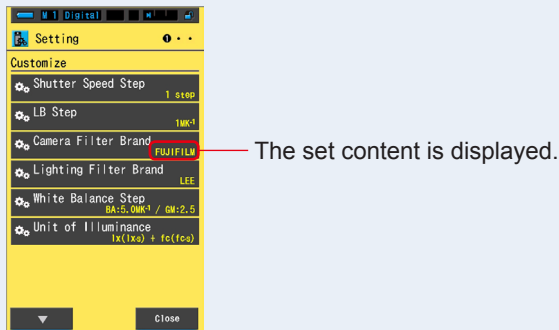 M 1 Digital
Setting
Customize
Shutter Speed Step
1 step
LB Step
1MK-¹
Camera Filter Brand
FUJIFILM
The set content is displayed.
Lighting Filter Brand
LEE
White Balance Step
BA:5.0MK-¹ / GM:2.5
Unit of Illuminance
lx(lxs) + fc(fcs)
Close